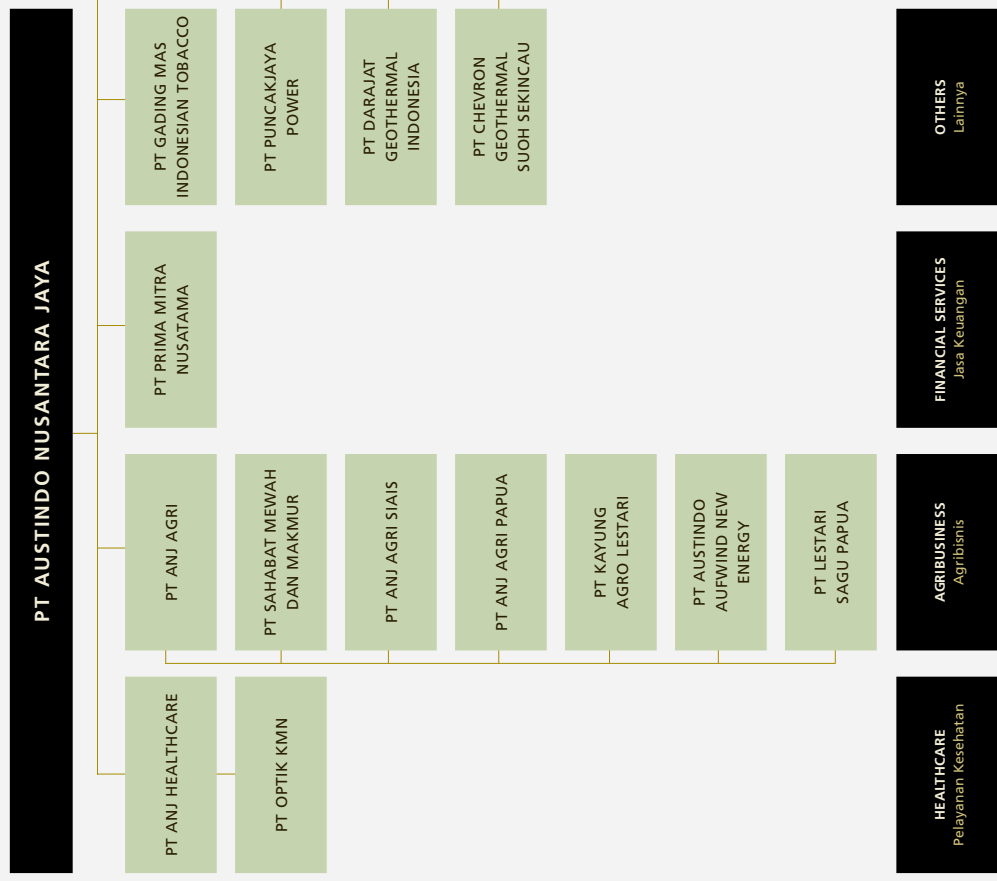 PT AUSTINDO NUSANTARA JAYA
PT ANJ HEALTHCARE
PT OPTIK KMN
HEALTHCARE
Pelayanan Kesehatan
PT ANJ AGRI
PT SAHABAT MEWAH
DAN MAKMUR
PT ANJ AGRI SIAIS
PT ANJ AGRI PAPUA
PT KAYUNG
AGRO LESTARI
PT AUSTINDO
AUFWIND NEW
ENERGY
PT LESTARI
SAGU PAPUA
AGRIBUSINESS
Agribisnis
PT PRIMA MITRA
NUSATAMA
FINANCIAL SERVICES
Jasa Keuangan
PT GADING MAS
INDONESIAN TOBACCO
PT PUNCAKJAYA
POWER
PT DARAJAT
GEOTHERMAL
INDONESIA
PT CHEVRON
GEOTHERMAL
SUOH SEKINCAU
OTHERS
Lainnya